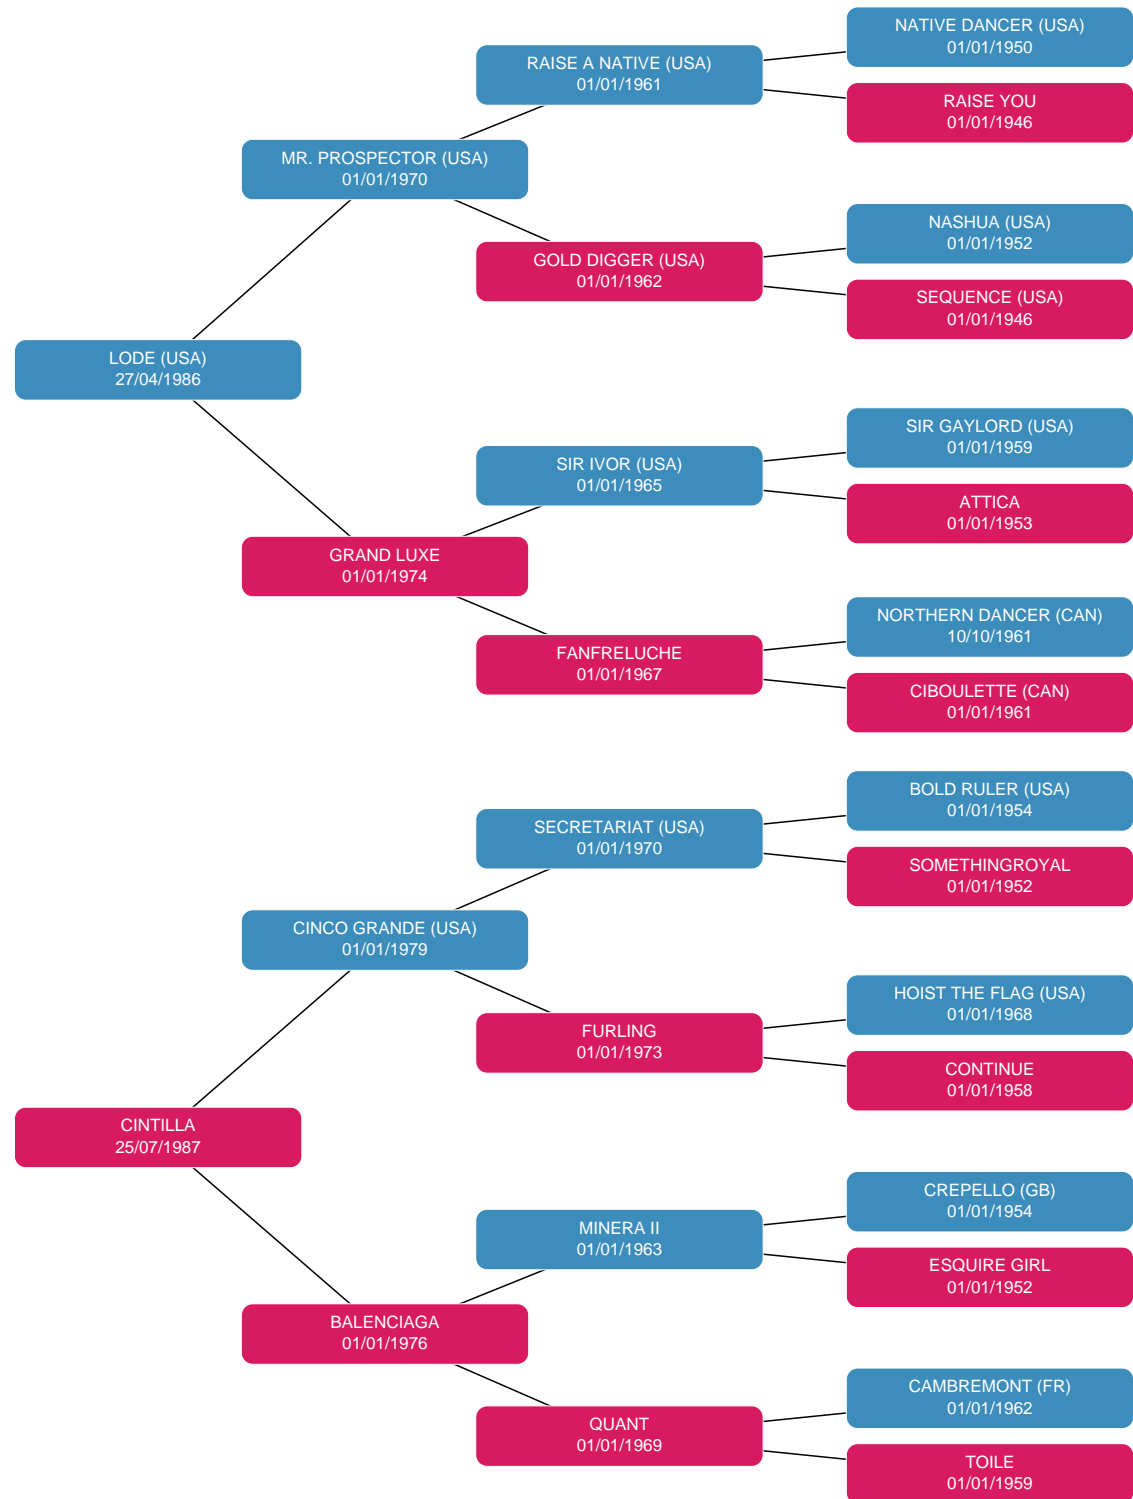 NATIVE DANCER (USA)
01/01/1950
RAISE A NATIVE (USA)
01/01/1961
RAISE YOU
01/01/1946
MR. PROSPECTOR (USA)
01/01/1970
NASHUA (USA)
01/01/1952
GOLD DIGGER (USA)
01/01/1962
SEQUENCE (USA)
01/01/1946
LODE (USA)
27/04/1986
SIR GAYLORD (USA)
01/01/1959
SIR IVOR (USA)
01/01/1965
ATTICA
01/01/1953
GRAND LUXE
01/01/1974
NORTHERN DANCER (CAN)
10/10/1961
FANFRELUCHE
01/01/1967
CIBOULETTE (CAN)
01/01/1961
BOLD RULER (USA)
01/01/1954
SECRETARIAT (USA)
01/01/1970
SOMETHINGROYAL
01/01/1952
CINCO GRANDE (USA)
01/01/1979
HOIST THE FLAG (USA)
01/01/1968
FURLING
01/01/1973
CONTINUE
01/01/1958
CINTILLA
25/07/1987
CREPELLO (GB)
01/01/1954
MINERA II
01/01/1963
ESQUIRE GIRL
01/01/1952
BALENCIAGA
01/01/1976
CAMBREMONT (FR)
01/01/1962
QUANT
01/01/1969
TOILE
01/01/1959